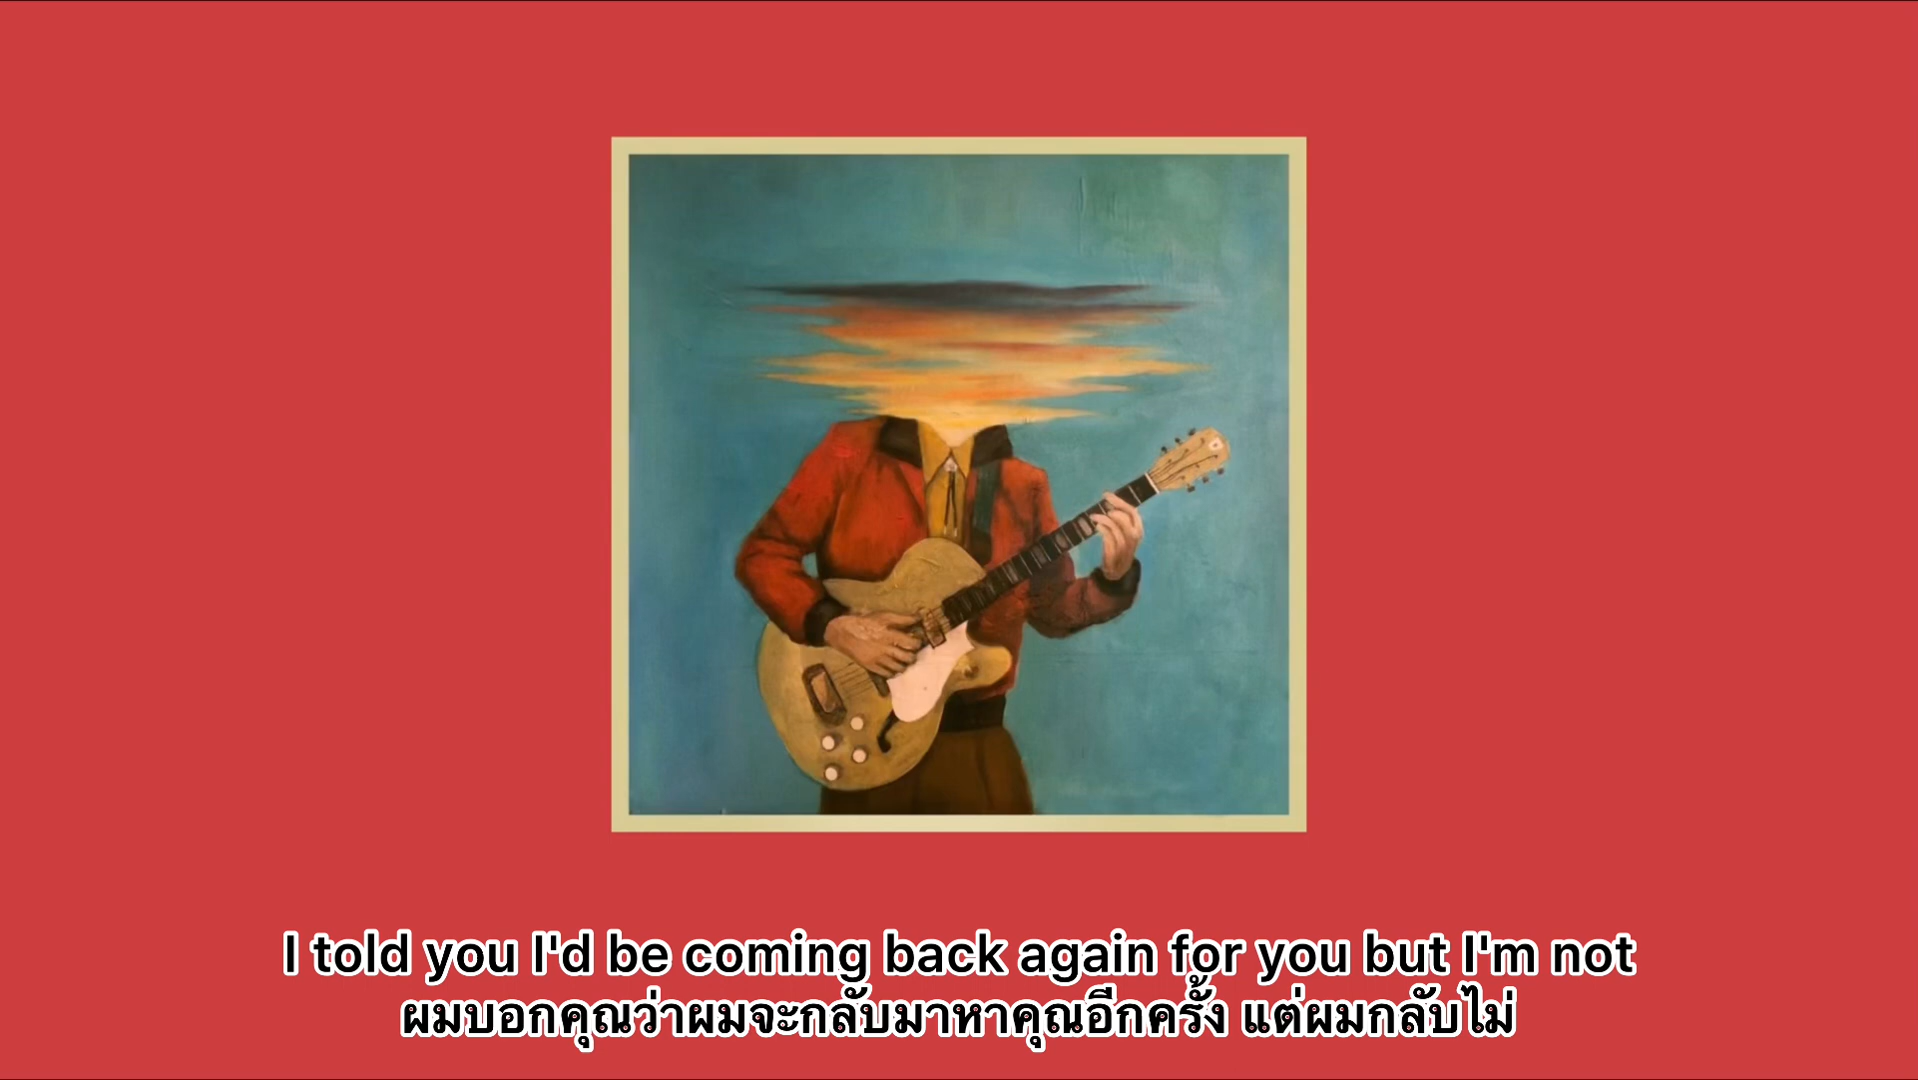 I told you I'd be coming back again for you but I'm not
ผมบอกคุณว่าผมจะกลับมาหาคุณอีกครั้ง แต่ผมกลับไม่